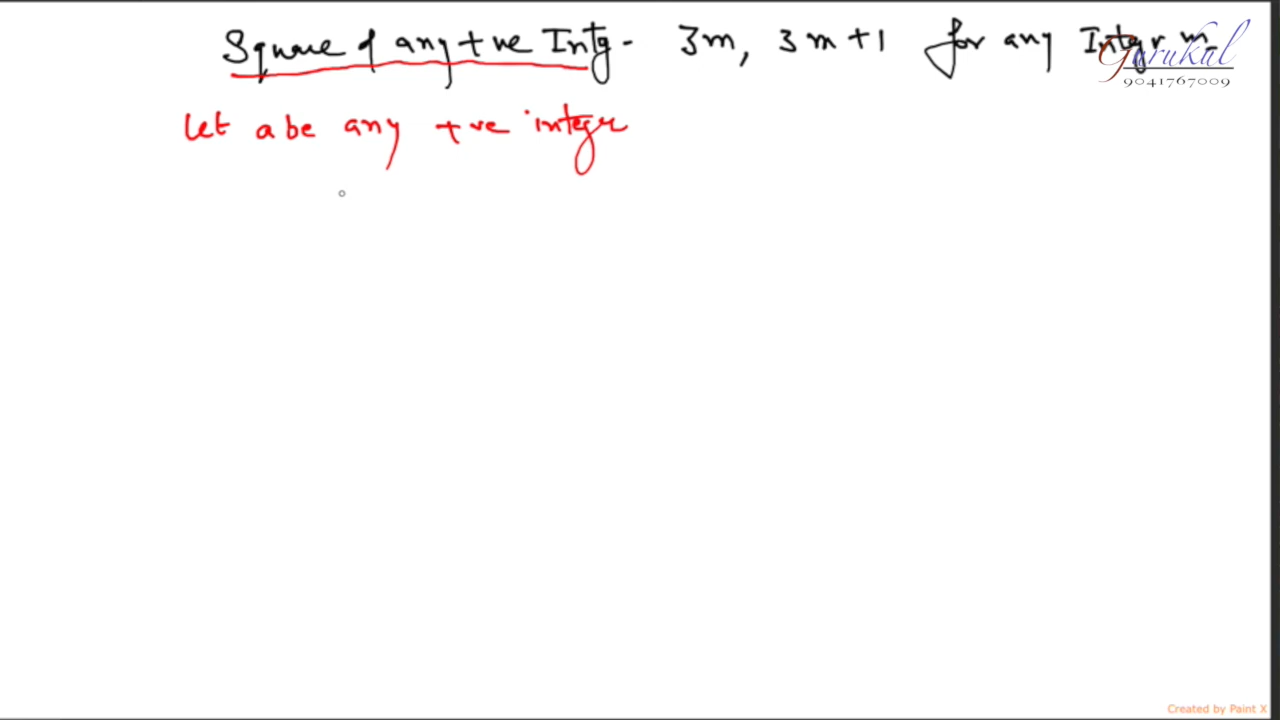 Square of any +ve Intg- 3m, 3m+1 for any Integr m
Gurukul
9041767009
Let a be any +ve integer
Created by Paint X